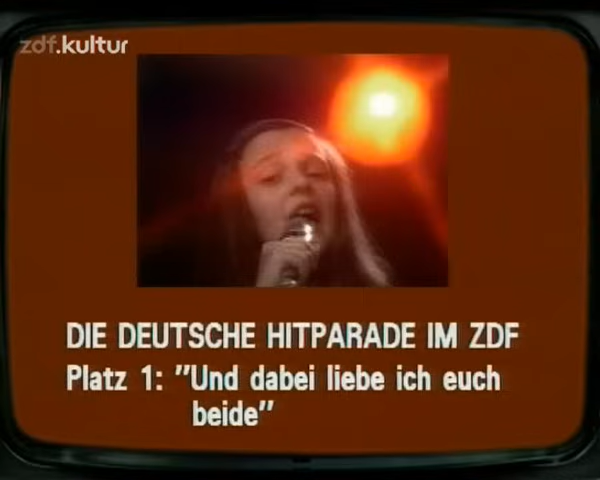 zdf.kultur
DIE DEUTSCHE HITPARADE IM ZDF
Platz 1: "Und dabei liebe ich euch
beide"